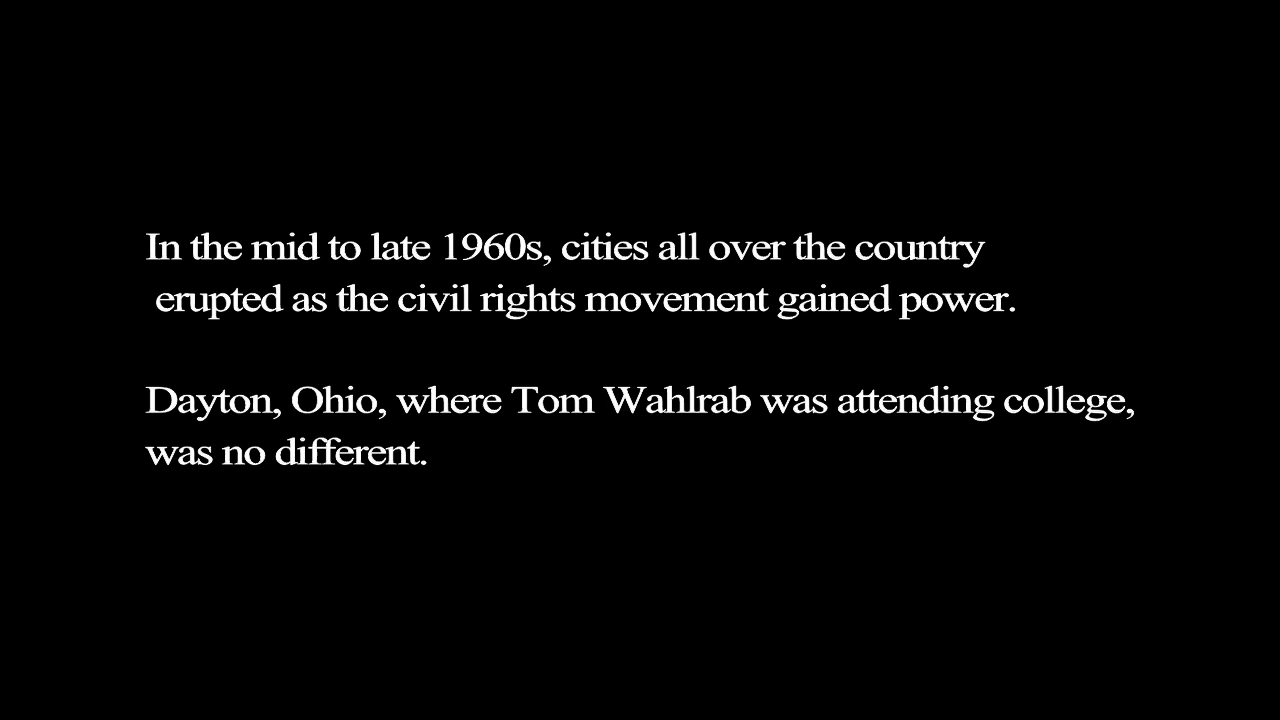 In the mid to late 1960s, cities all over the country
erupted as the civil rights movement gained power.
Dayton, Ohio, where Tom Wahlrab was attending college,
was no different.